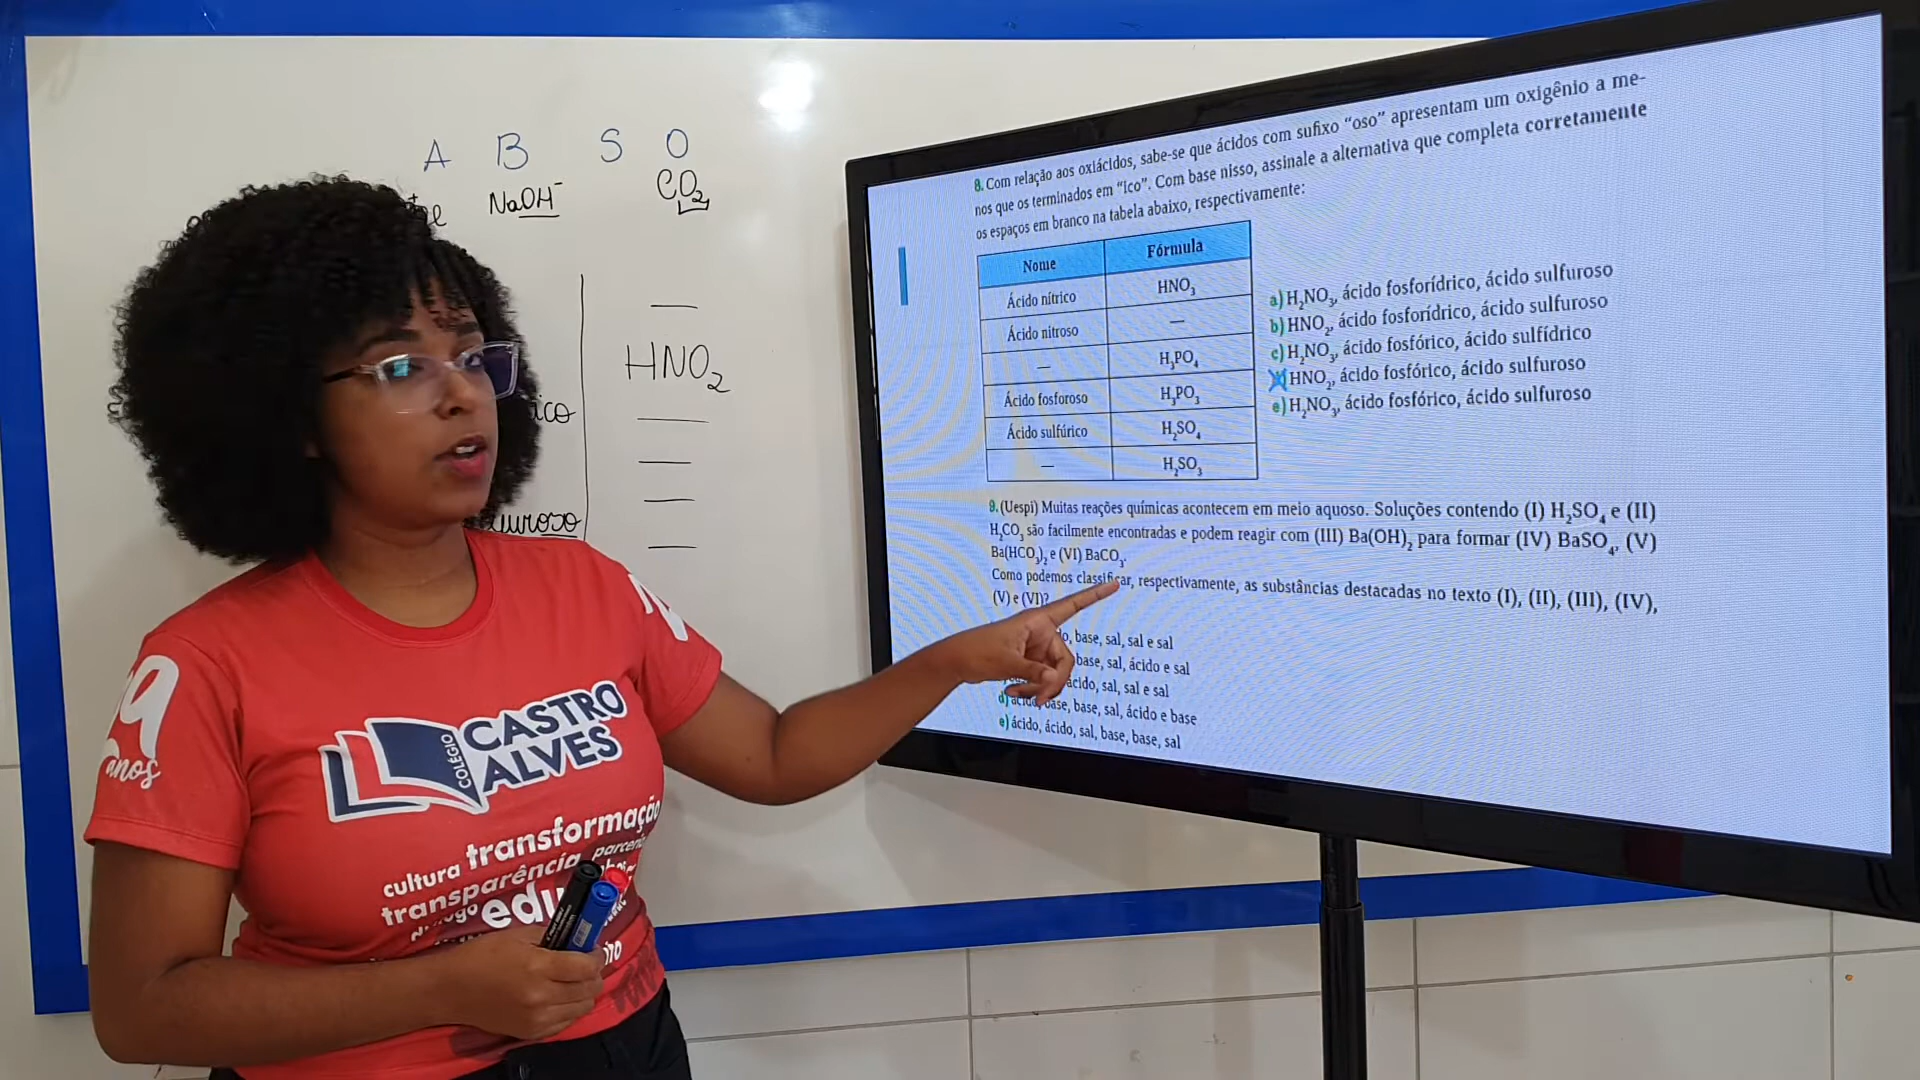 A B S O
NaOH⁻
CO₂
HNO₂
ico
uroso
8. Com relação aos oxiácidos, sabe-se que ácidos com sufixo "oso" apresentam um oxigênio a me-
nos que os terminados em "ico". Com base nisso, assinale a alternativa que completa corretamente
os espaços em branco na tabela abaixo, respectivamente:
Nome Fórmula
Ácido nítrico HNO₃
Ácido nitroso —
— H₃PO₄
Ácido fosforoso H₃PO₃
Ácido sulfúrico H₂SO₄
— H₂SO₃
a) H₂NO₃, ácido fosforídrico, ácido sulfuroso
b) HNO₂, ácido fosforídrico, ácido sulfuroso
c) H₂NO₃, ácido fosfórico, ácido sulfídrico
HNO₂, ácido fosfórico, ácido sulfuroso
e) H₂NO₃, ácido fosfórico, ácido sulfuroso
9. (Uespi) Muitas reações químicas acontecem em meio aquoso. Soluções contendo (I) H₂SO₄ e (II)
H₂CO₃ são facilmente encontradas e podem reagir com (III) Ba(OH)₂ para formar (IV) BaSO₄, (V)
Ba(HCO₃)₂ e (VI) BaCO₃.
Como podemos classificar, respectivamente, as substâncias destacadas no texto (I), (II), (III), (IV),
(V) e (VI)?
base, sal, sal e sal
base, sal, ácido e sal
ácido, sal, sal e sal
d) ácido, base, base, sal, ácido e base
e) ácido, ácido, sal, base, base, sal
19
anos
COLÉGIO
CASTRO
ALVES
cultura transformação
transparência
edu